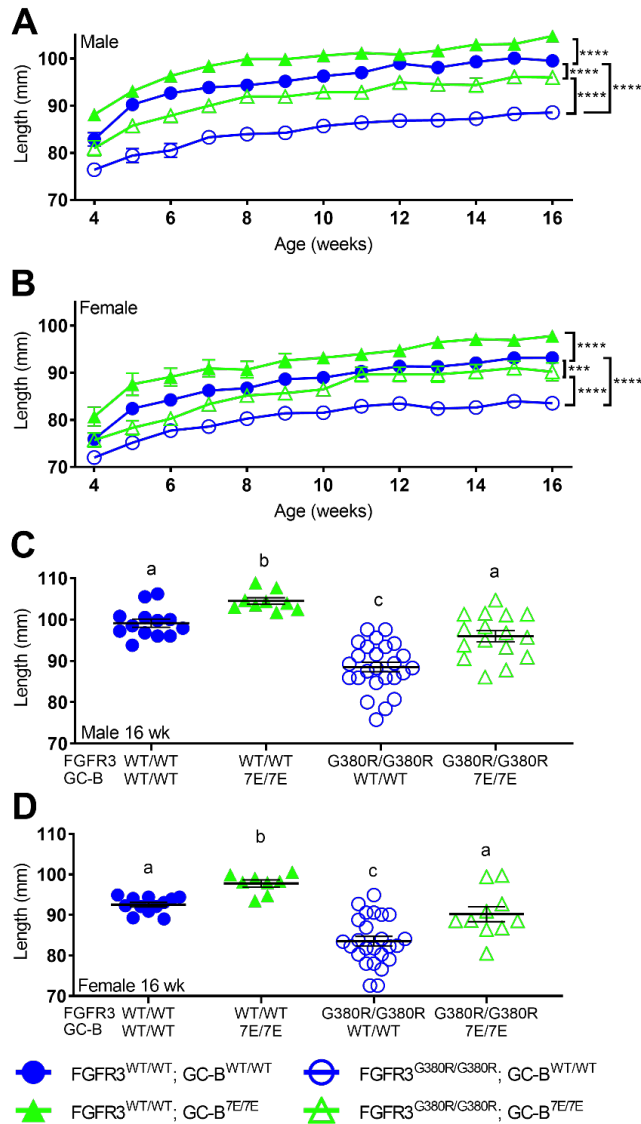 A
Male
Length (mm)
100
90
80
70
4 6 8 10 12 14 16
Age (weeks)
****
****
****
****
B
Female
Length (mm)
100
90
80
70
4 6 8 10 12 14 16
Age (weeks)
****
***
****
****
C
a b c a
Length (mm)
110
100
90
80
70
Male 16 wk
FGFR3 WT/WT WT/WT G380R/G380R G380R/G380R
GC-B WT/WT 7E/7E WT/WT 7E/7E
D
a b c a
Length (mm)
110
100
90
80
70
Female 16 wk
FGFR3 WT/WT WT/WT G380R/G380R G380R/G380R
GC-B WT/WT 7E/7E WT/WT 7E/7E
FGFR3WT/WT; GC-BWT/WT FGFR3G380R/G380R; GC-BWT/WT
FGFR3WT/WT; GC-B7E/7E FGFR3G380R/G380R; GC-B7E/7E